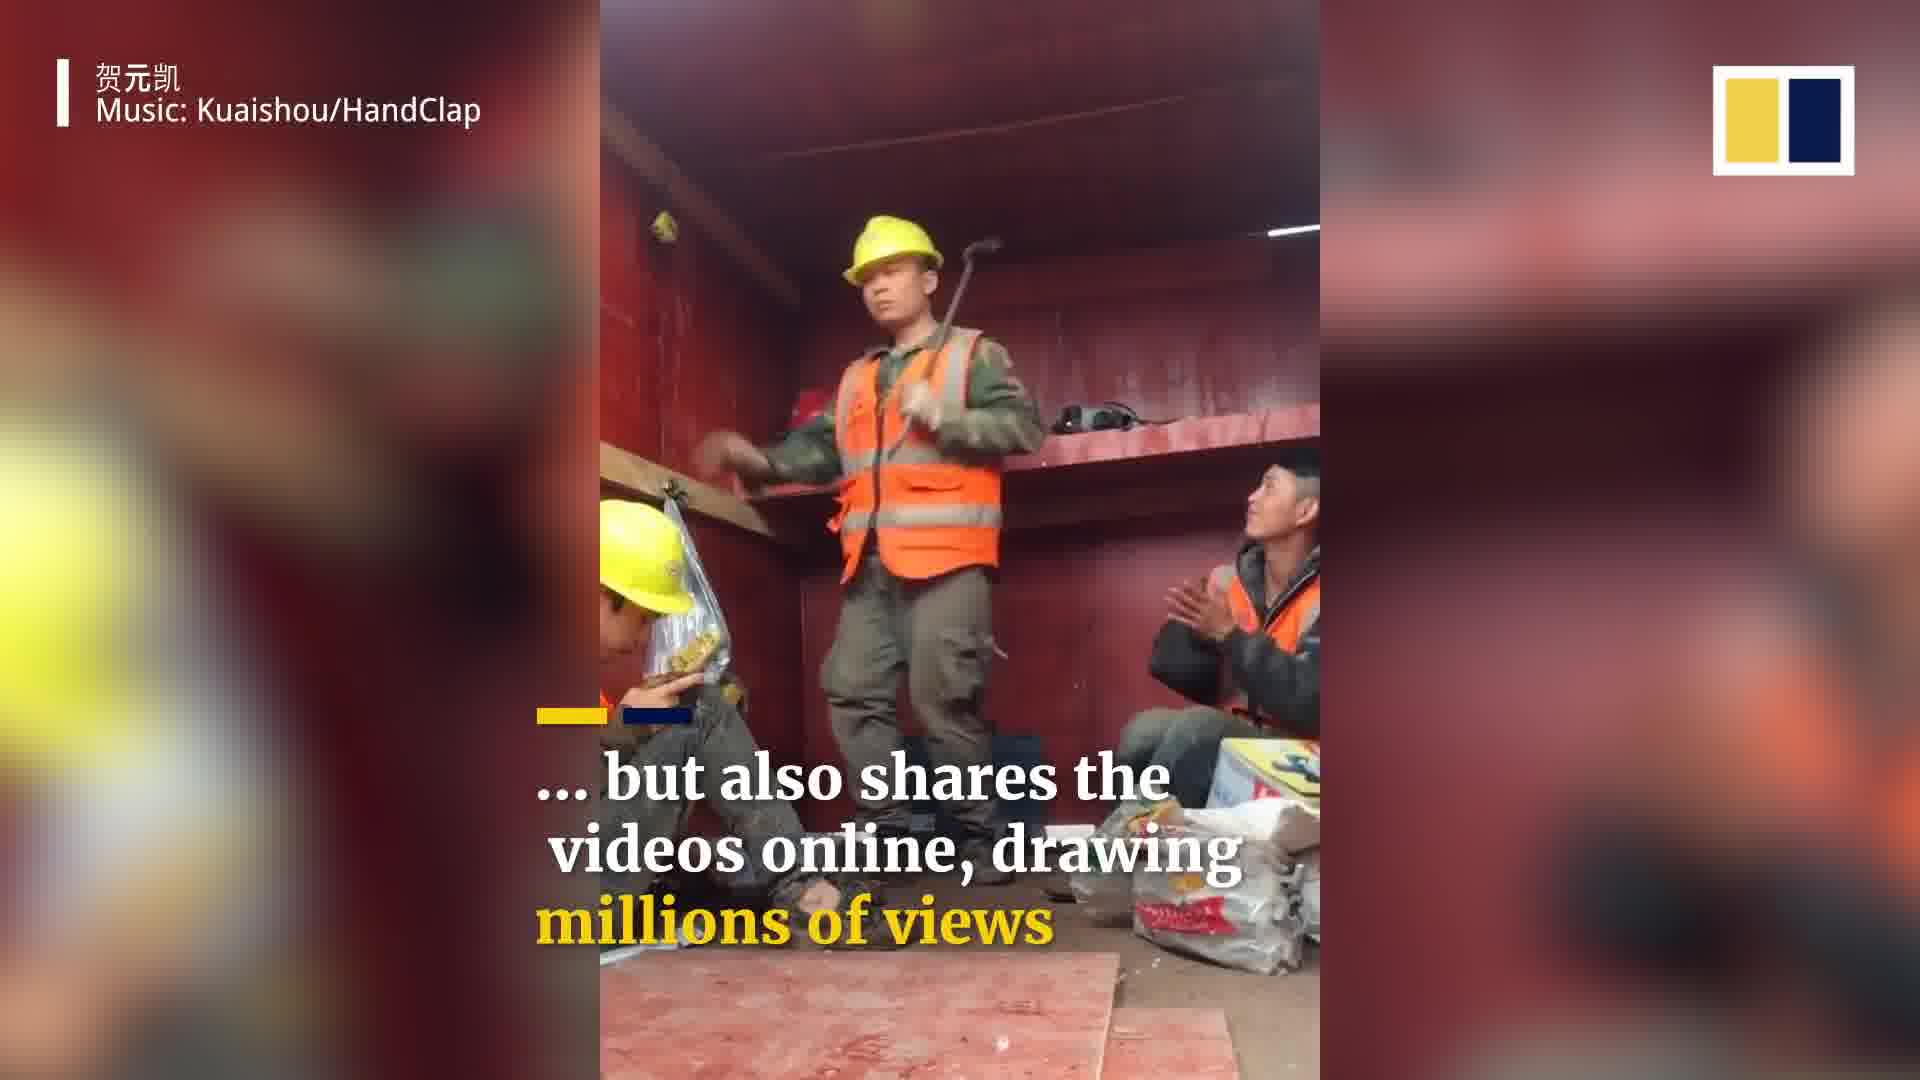 贺元凯
Music: Kuaishou/HandClap
... but also shares the
videos online, drawing
millions of views